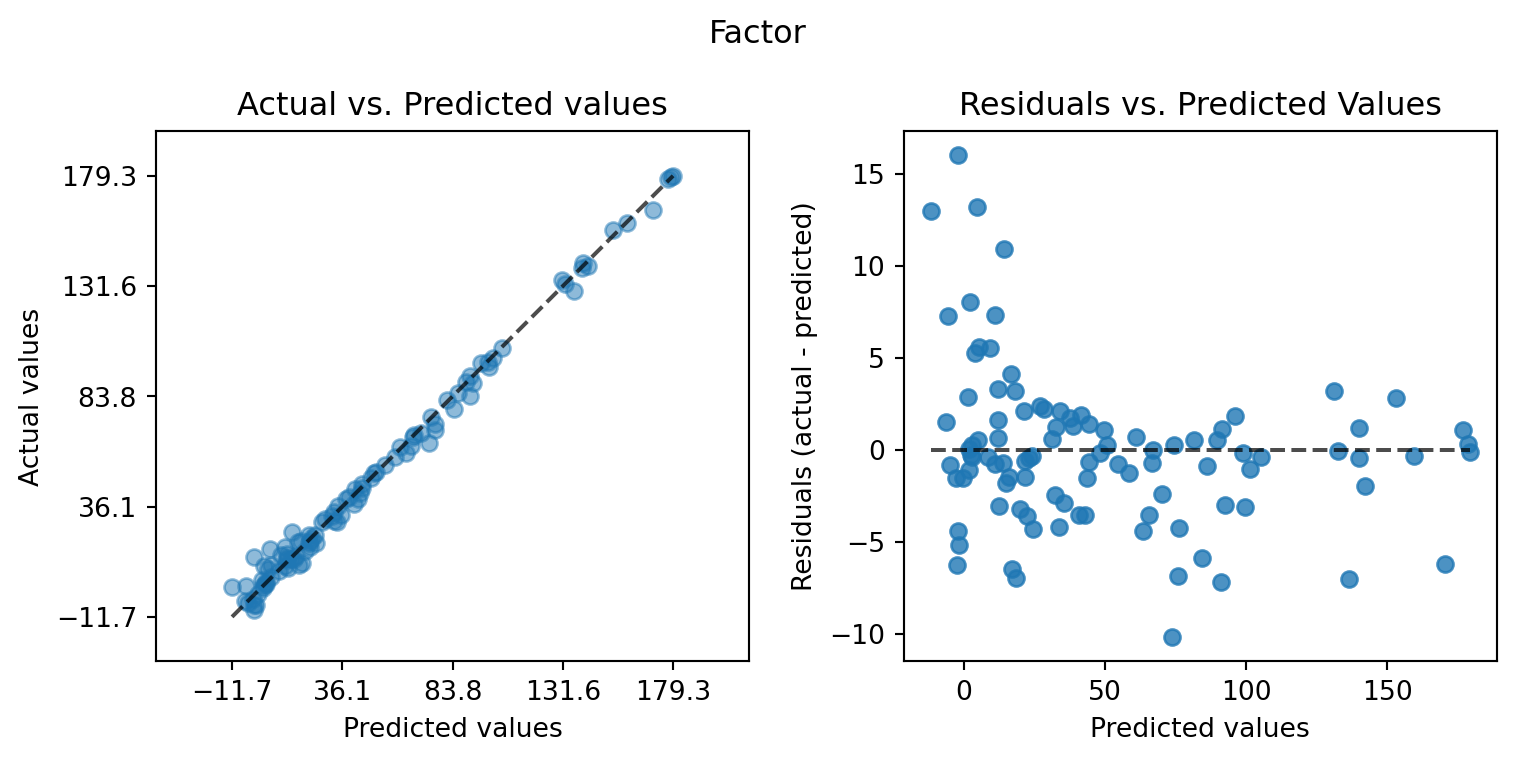 Factor
Actual vs. Predicted values
Actual values
179.3
131.6
83.8
36.1
−11.7
−11.7 36.1 83.8 131.6 179.3
Predicted values
Residuals vs. Predicted Values
Residuals (actual - predicted)
15
10
5
0
−5
−10
0 50 100 150
Predicted values